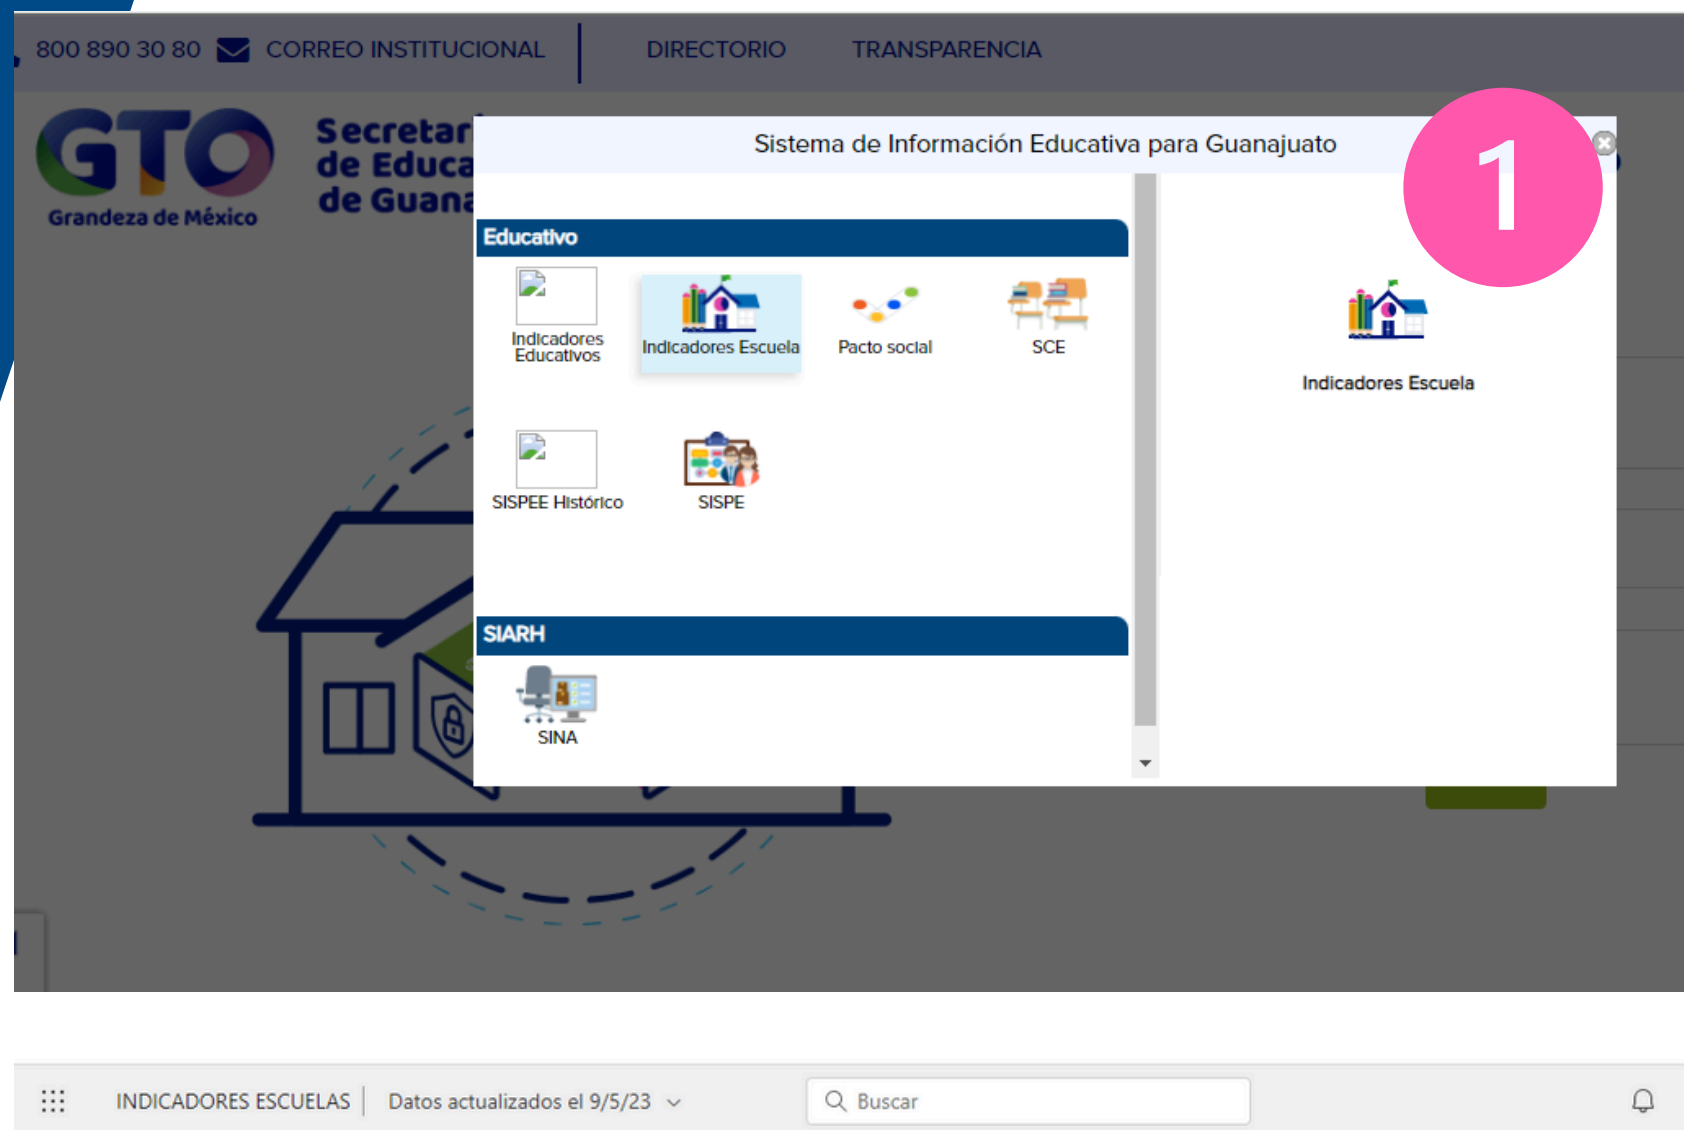 800 890 30 80 CORREO INSTITUCIONAL DIRECTORIO TRANSPARENCIA
GTO
Grandeza de México
Secretar
de Educa
de Guana
Sistema de Información Educativa para Guanajuato
1
Educativo
Indicadores
Educativos
Indicadores Escuela
Pacto social
SCE
SISPEE Histórico
SISPE
SIARH
SINA
Indicadores Escuela
INDICADORES ESCUELAS Datos actualizados el 9/5/23 Buscar